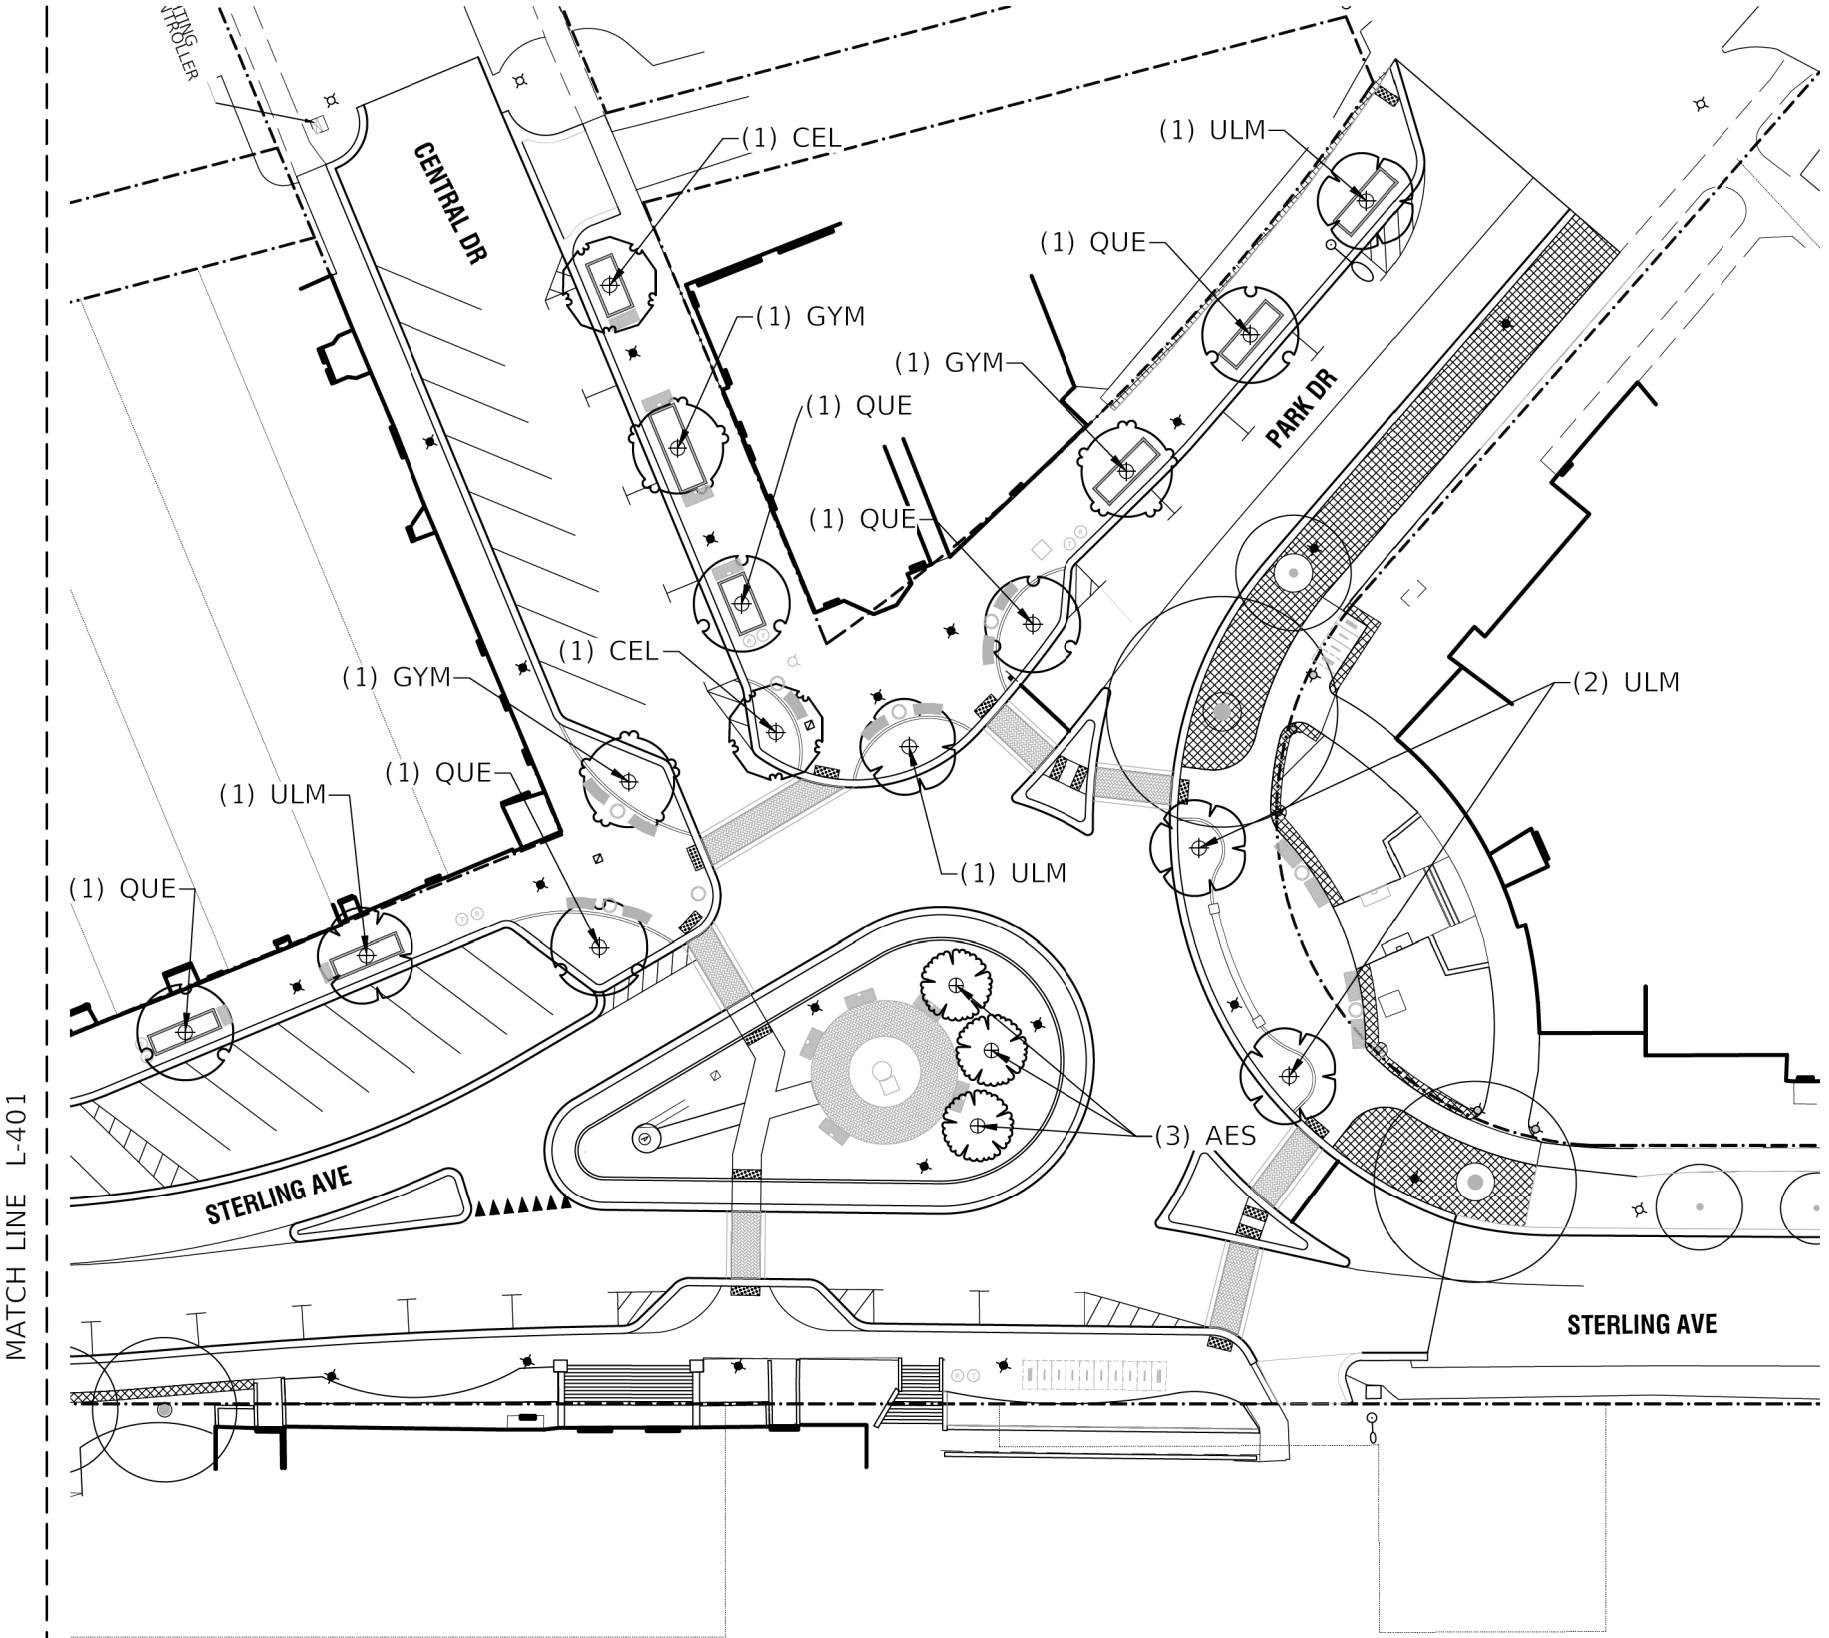 NTROLLER
CENTRAL DR
(1) CEL
(1) ULM
(1) QUE
(1) GYM
(1) GYM
PARK DR
(1) QUE
(1) QUE
(1) CEL
(1) GYM
(2) ULM
(1) QUE
(1) ULM
(1) ULM
(1) QUE
(3) AES
STERLING AVE
STERLING AVE
MATCH LINE L-401
R
T
T
R
T
R
R
T
R
T